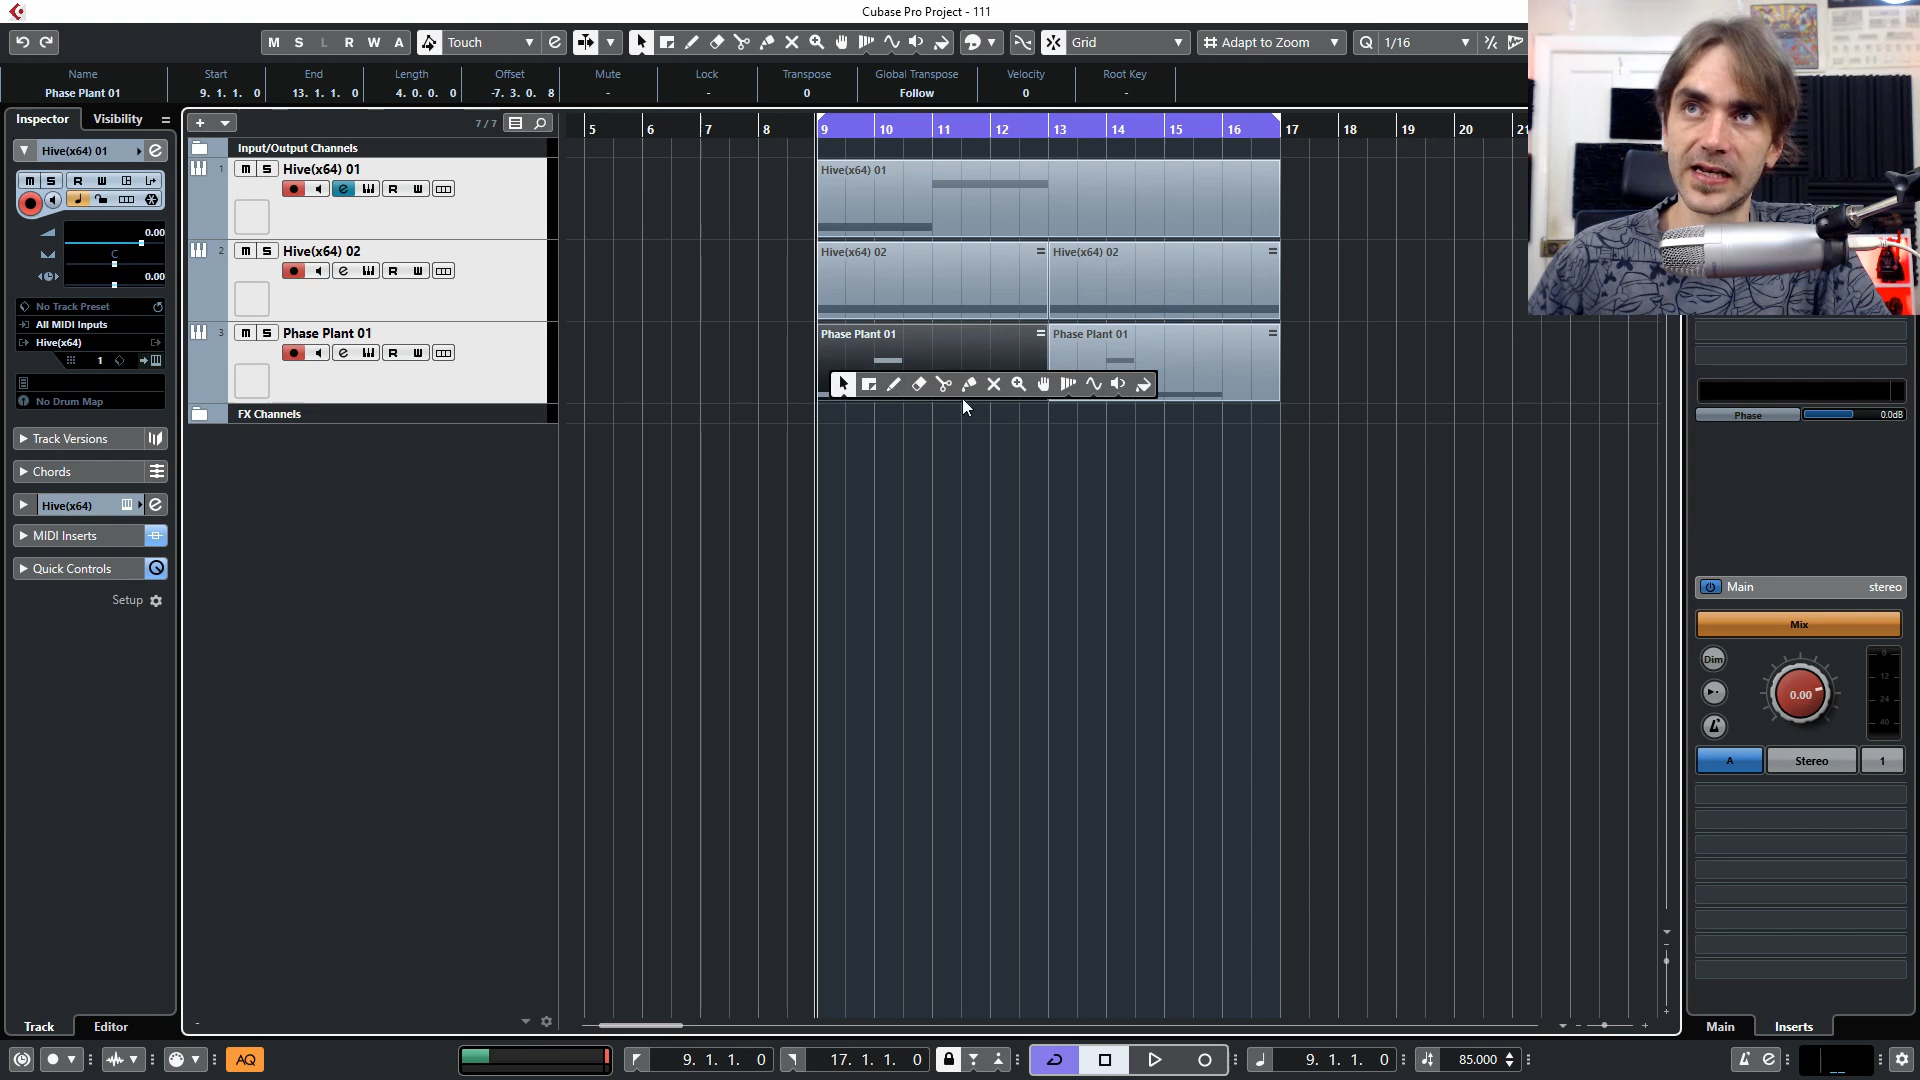 Cubase Pro Project - 111
M S L R W A Touch Grid Adapt to Zoom Q 1/16
Name Start End Length Offset Mute Lock Transpose Global Transpose Velocity Root Key
Phase Plant 01 9. 1. 1. 0 13. 1. 1. 0 4. 0. 0. 0 -7. 3. 0. 8 - - 0 Follow 0 -
Inspector Visibility
7 / 7
5 6 7 8 9 10 11 12 13 14 15 16 17 18 19 20 21
Hive(x64) 01
Input/Output Channels
1 m S Hive(x64) 01
e R W
Hive(x64) 01
m S R W
0.00
C
0.00
2 m S Hive(x64) 02
e R W
Hive(x64) 02 Hive(x64) 02
No Track Preset
All MIDI Inputs
Hive(x64)
1
No Drum Map
3 m S Phase Plant 01
e R W
Phase Plant 01 Phase Plant 01
FX Channels
Track Versions
Chords
Hive(x64)
MIDI Inserts
Quick Controls
Setup
Phase 0.0dB
Main stereo
Mix
Dim
0.00
0
12
24
40
A Stereo 1
Track Editor
Main Inserts
AQ 9. 1. 1. 0 17. 1. 1. 0 9. 1. 1. 0 85.000